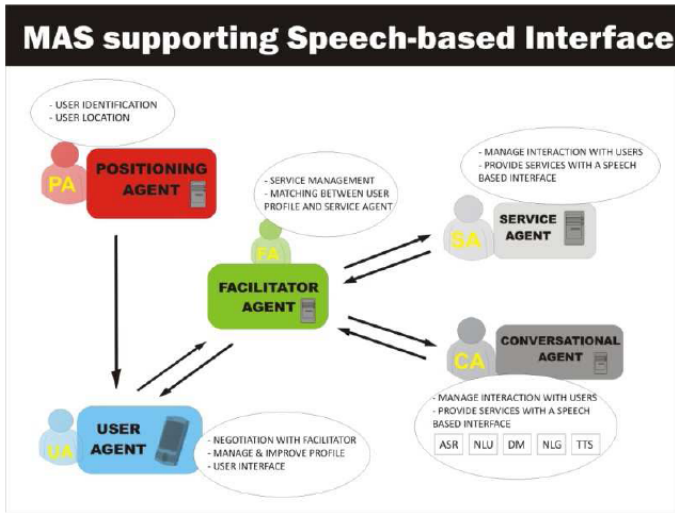 MAS supporting Speech-based Interface
- USER IDENTIFICATION
- USER LOCATION
PA
POSITIONING
AGENT
- SERVICE MANAGEMENT
- MATCHING BETWEEN USER
PROFILE AND SERVICE AGENT
FA
FACILITATOR
AGENT
- MANAGE INTERACTION WITH USERS
- PROVIDE SERVICES WITH A SPEECH
BASED INTERFACE
SA
SERVICE
AGENT
CA
CONVERSATIONAL
AGENT
- MANAGE INTERACTION WITH USERS
- PROVIDE SERVICES WITH A SPEECH
BASED INTERFACE
ASR NLU DM NLG TTS
UA
USER
AGENT
- NEGOTIATION WITH FACILITATOR
- MANAGE & IMPROVE PROFILE
- USER INTERFACE